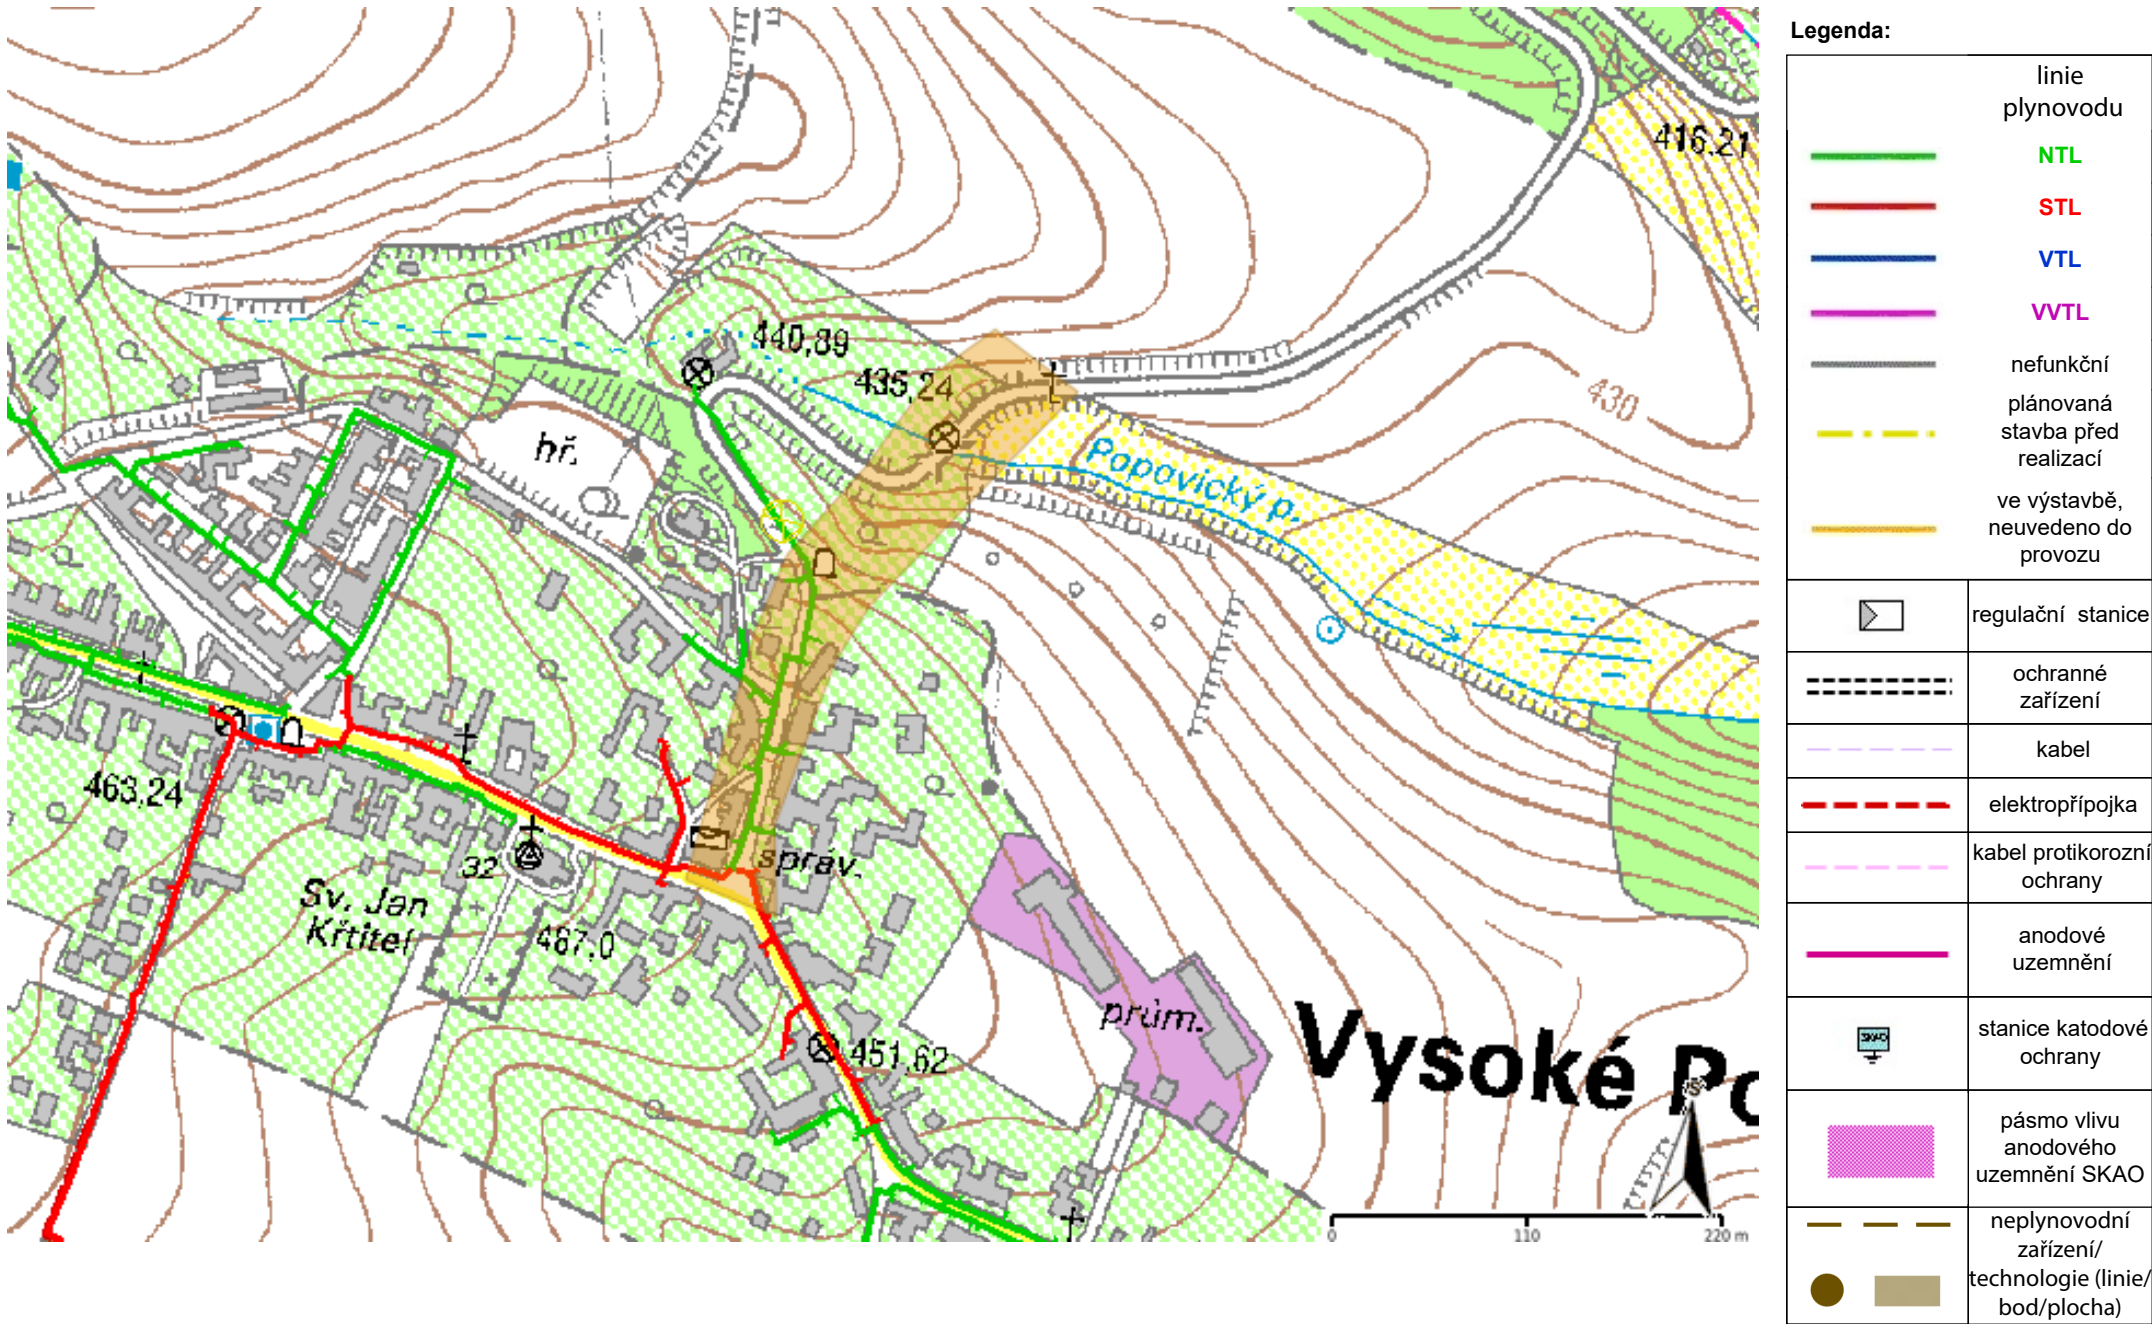 Legenda:
linie
plynovodu
NTL
STL
VTL
VVTL
nefunkční
plánovaná
stavba před
realizací
ve výstavbě,
neuvedeno do
provozu
regulační stanice
ochranné
zařízení
kabel
elektropřípojka
kabel protikorozní
ochrany
anodové
uzemnění
SKAO
stanice katodové
ochrany
pásmo vlivu
anodového
uzemnění SKAO
neplynovodní
zařízení/
technologie (linie/
bod/plocha)
416,21
440,89
435,24
430
hř.
Popovický p.
463,24
32
správ.
Sv. Jan
Křtitel
467,0
prům.
451,62
Vysoké Po
S
0 110 220 m